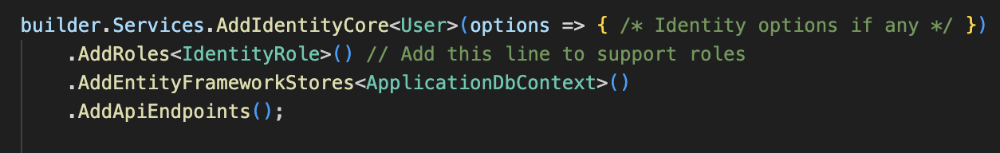 builder.Services.AddIdentityCore<User>(options => { /* Identity options if any */ })
.AddRoles<IdentityRole>() // Add this line to support roles
.AddEntityFrameworkStores<ApplicationDbContext>()
.AddApiEndpoints();